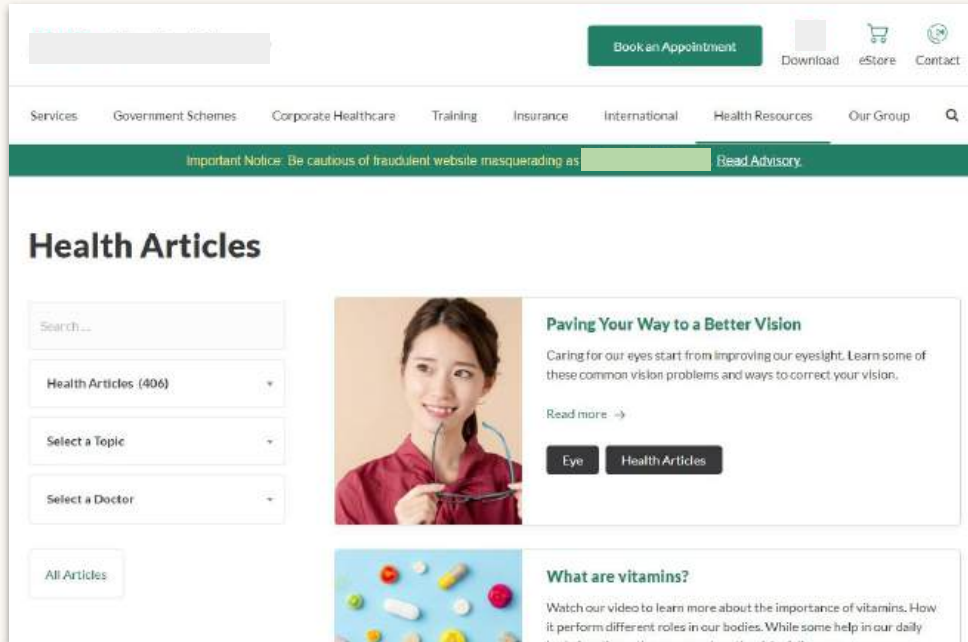 Book an Appointment
Download
eStore
Contact
Services
Government Schemes
Corporate Healthcare
Training
Insurance
International
Health Resources
Our Group
Important Notice: Be cautious of fraudulent website masquerading as
Read Advisory.
Health Articles
Search ...
Health Articles (406)
Select a Topic
Select a Doctor
All Articles
Paving Your Way to a Better Vision
Caring for our eyes start from improving our eyesight. Learn some of
these common vision problems and ways to correct your vision.
Read more →
Eye
Health Articles
What are vitamins?
Watch our video to learn more about the importance of vitamins. How
it perform different roles in our bodies. While some help in our daily